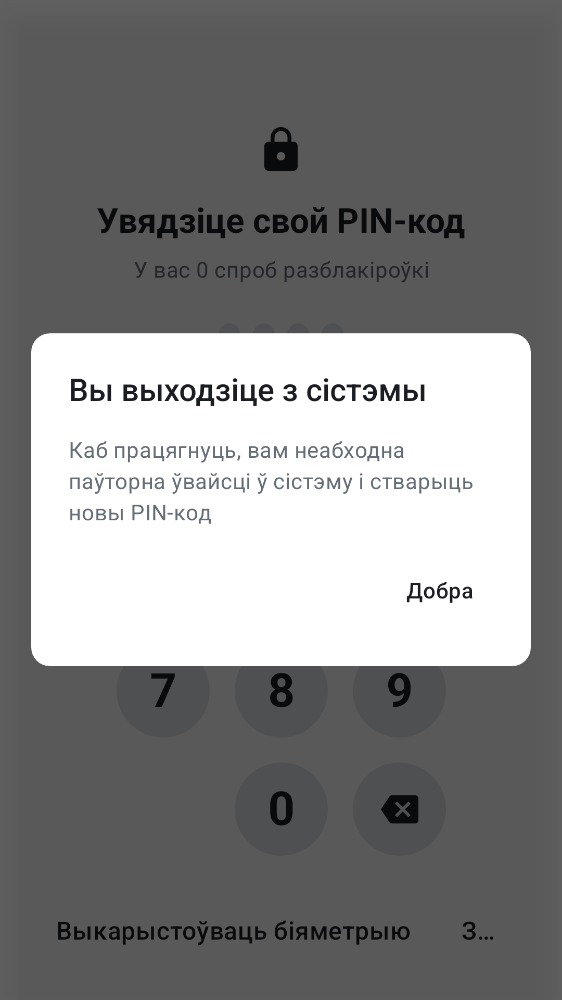 Увядзіце свой PIN-код
У вас 0 спроб разблакіроўкі
Вы выходзіце з сістэмы
Каб працягнуць, вам неабходна
паўторна ўвайсці ў сістэму і стварыць
новы PIN-код
Добра
7 8 9
0
Выкарыстоўваць біяметрыю З...